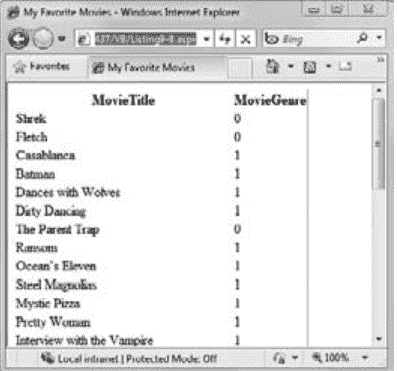 My Favorite Movies - Windows Internet Explorer
Bing
Favorites My Favorite Movies
MovieTitle MovieGenre
Shrek 0
Fletch 0
Casablanca 1
Batman 1
Dances with Wolves 1
Dirty Dancing 1
The Parent Trap 0
Ransom 1
Ocean's Eleven 1
Steel Magnolias 1
Mystic Pizza 1
Pretty Woman 1
Interview with the Vampire 1
Local intranet | Protected Mode: Off 100%